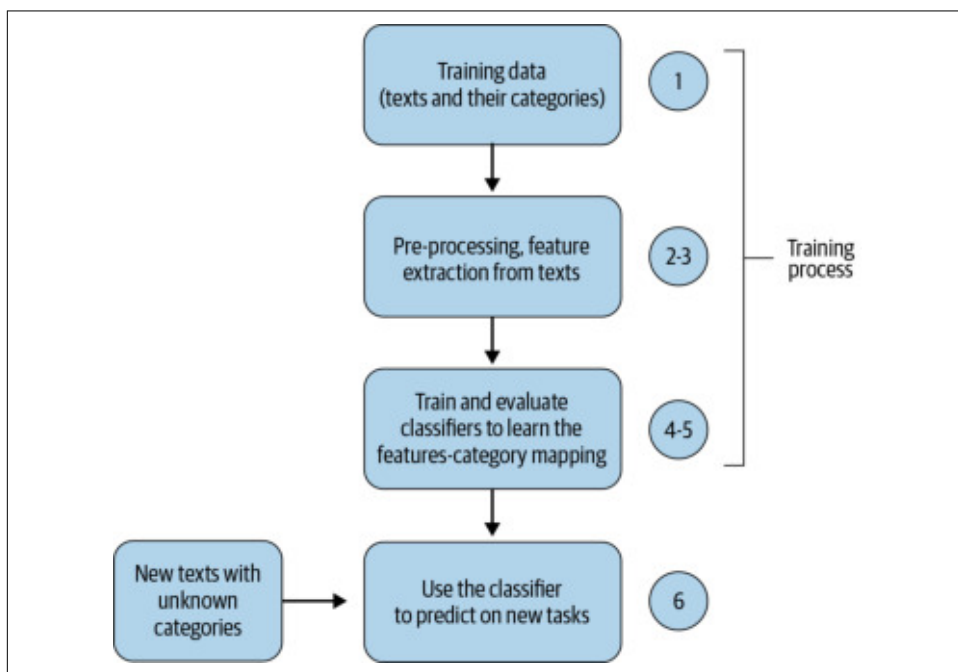 Training data
(texts and their categories)
1
Pre-processing, feature
extraction from texts
2-3
Training
process
Train and evaluate
classifiers to learn the
features-category mapping
4-5
New texts with
unknown
categories
Use the classifier
to predict on new tasks
6